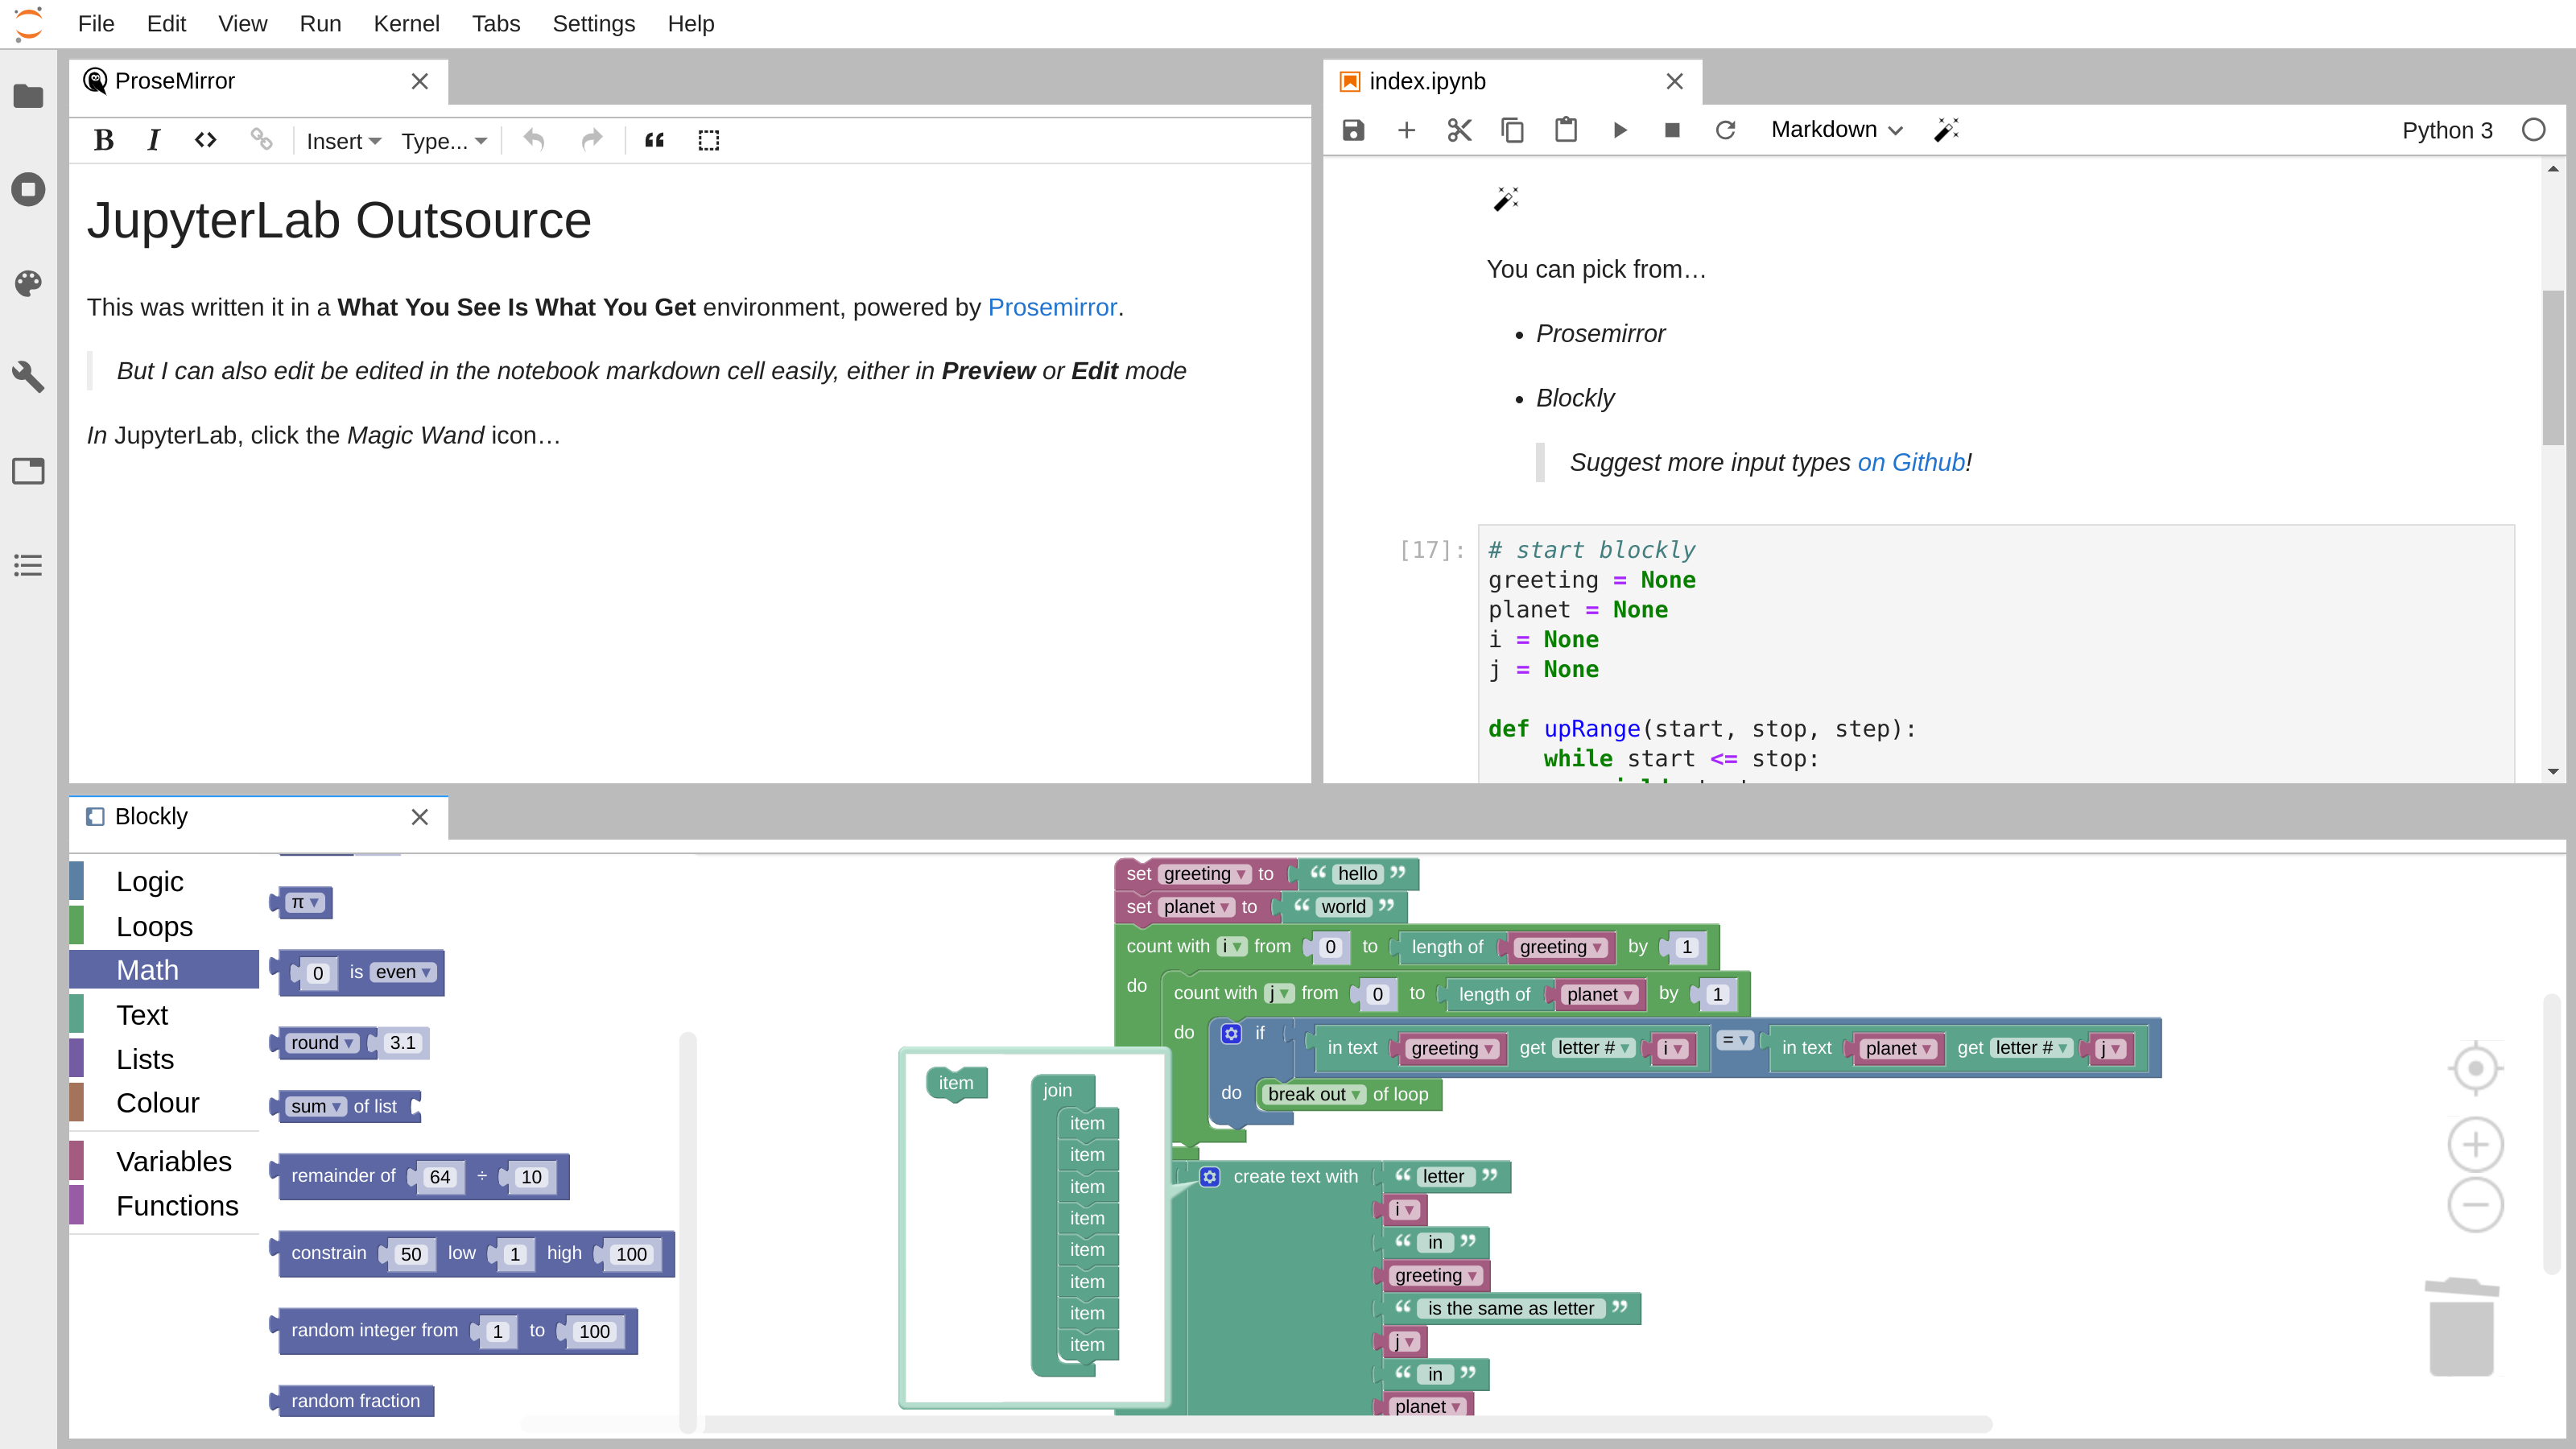 File Edit View Run Kernel Tabs Settings Help
ProseMirror
B I <> Insert Type...
JupyterLab Outsource
This was written it in a What You See Is What You Get environment, powered by Prosemirror.
But I can also edit be edited in the notebook markdown cell easily, either in Preview or Edit mode
In JupyterLab, click the Magic Wand icon…
index.ipynb
Markdown Python 3
You can pick from…
• Prosemirror
• Blockly
Suggest more input types on Github!
[17]: # start blockly
greeting = None
planet = None
i = None
j = None
def upRange(start, stop, step):
while start <= stop:
Blockly
Logic
Loops
Math
Text
Lists
Colour
Variables
Functions
π
0 is even
round 3.1
sum of list
remainder of 64 ÷ 10
constrain 50 low 1 high 100
random integer from 1 to 100
random fraction
item
join
item
item
item
item
item
item
item
item
set greeting to “ hello ”
set planet to “ world ”
count with i from 0 to length of greeting by 1
do count with j from 0 to length of planet by 1
do if in text greeting get letter # i = in text planet get letter # j
do break out of loop
create text with “ letter ”
i
“ in ”
greeting
“ is the same as letter ”
j
“ in ”
planet